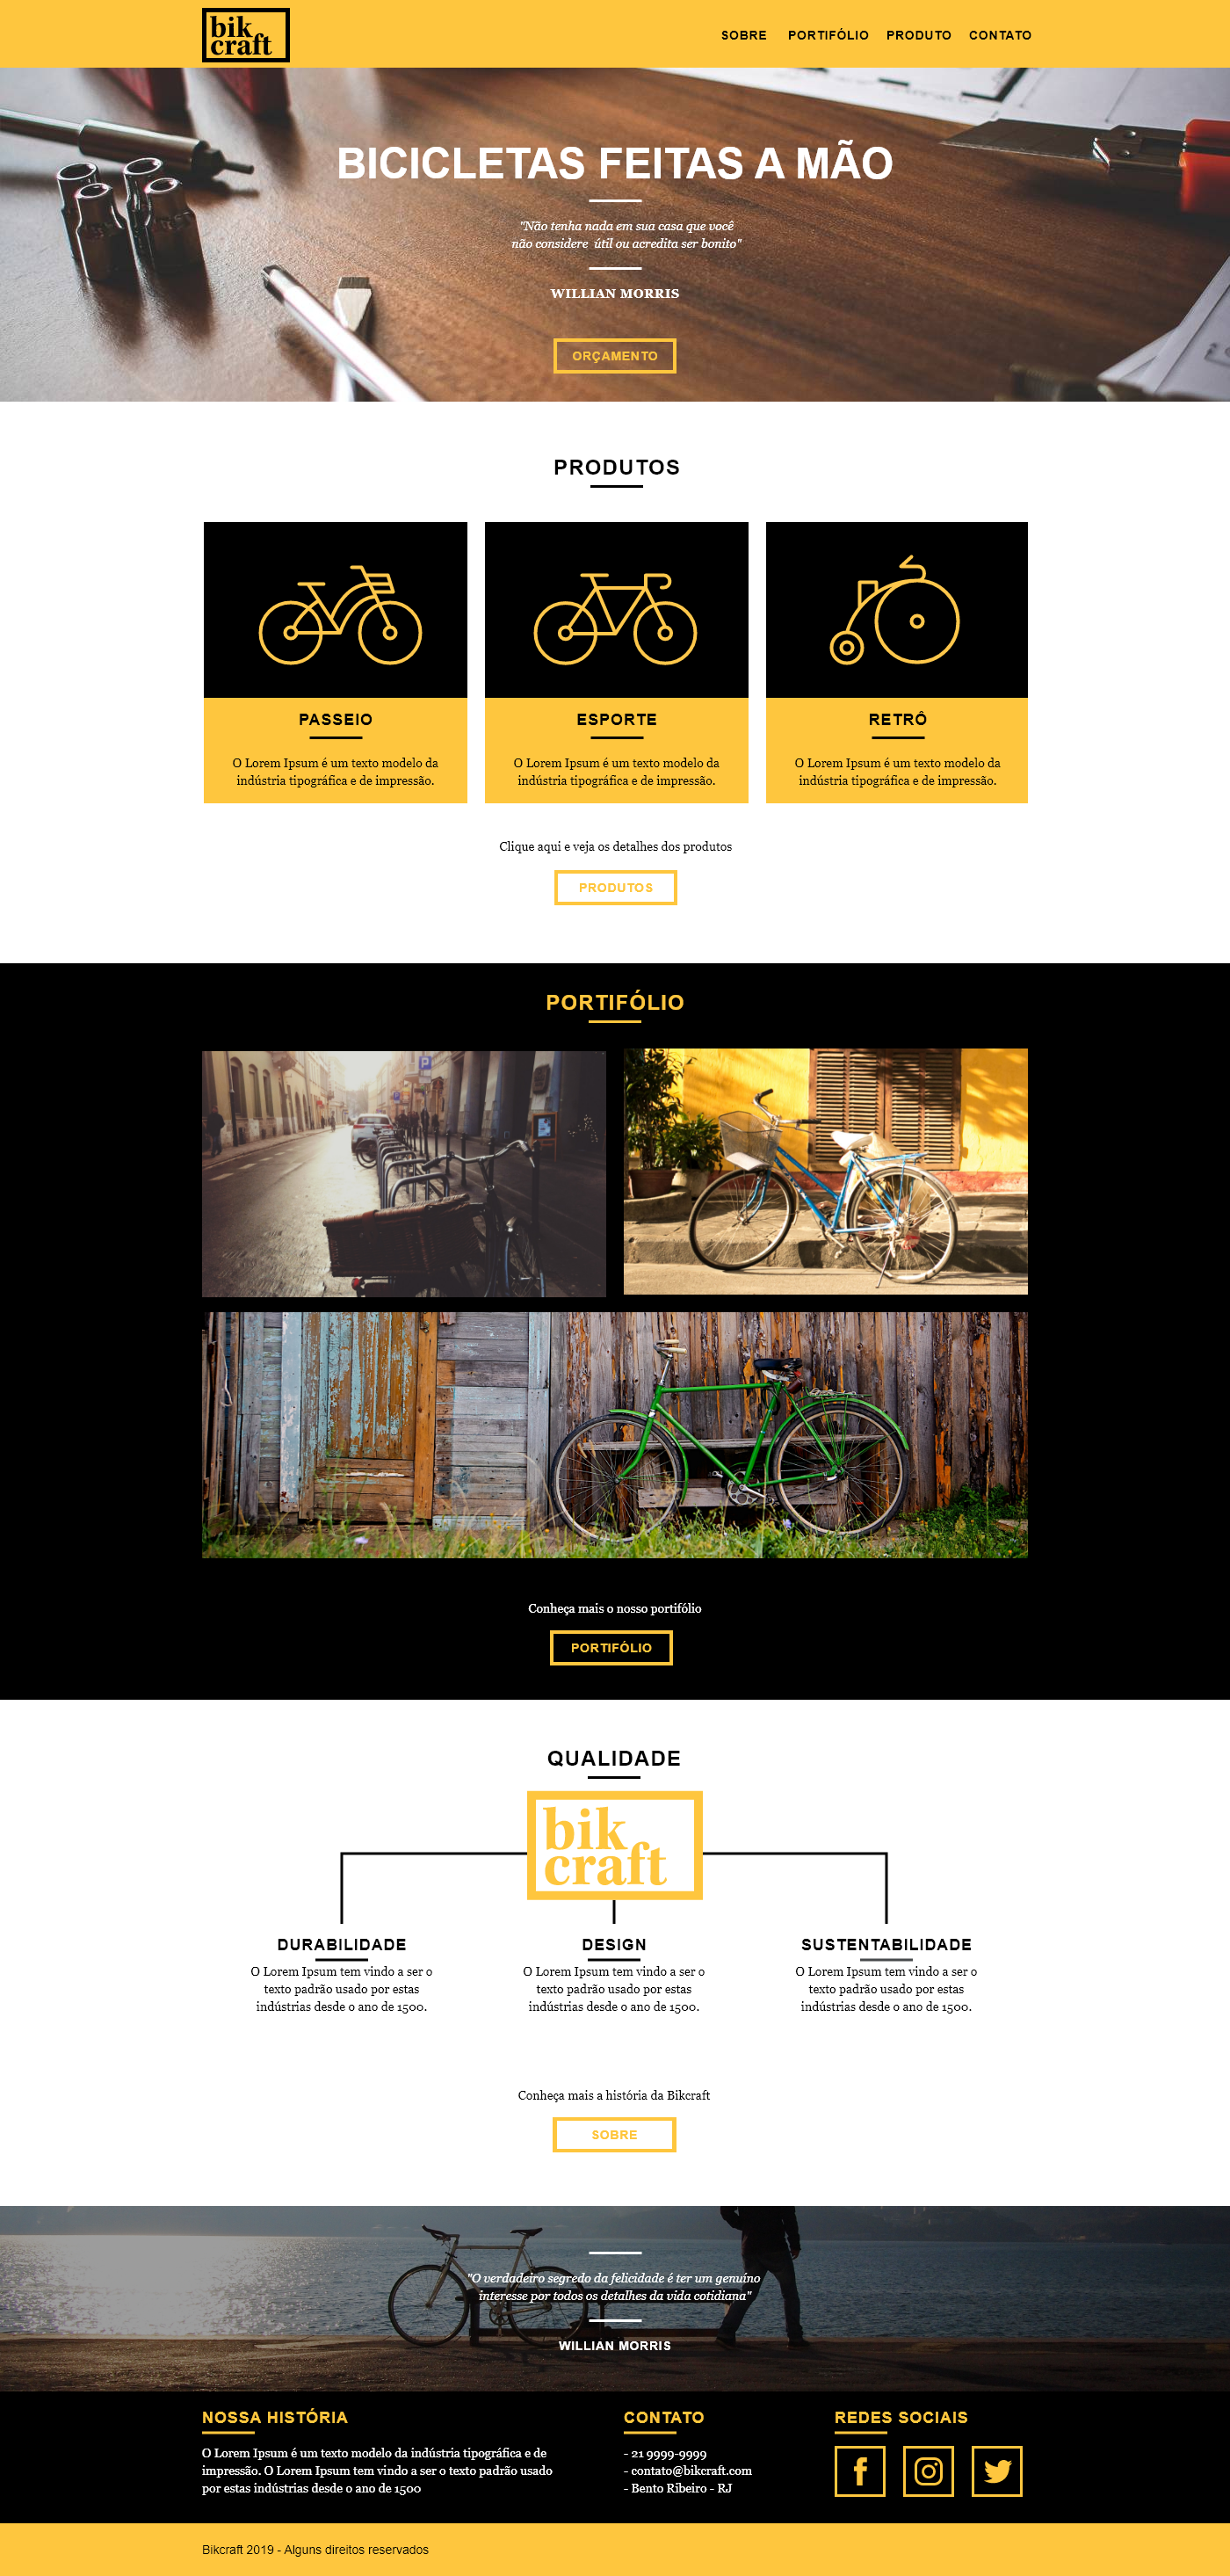 bik
craft
SOBRE PORTIFÓLIO PRODUTO CONTATO
BICICLETAS FEITAS A MÃO
"Não tenha nada em sua casa que você
não considere útil ou acredita ser bonito"
WILLIAN MORRIS
ORÇAMENTO
PRODUTOS
PASSEIO
O Lorem Ipsum é um texto modelo da
indústria tipográfica e de impressão.
ESPORTE
O Lorem Ipsum é um texto modelo da
indústria tipográfica e de impressão.
RETRÔ
O Lorem Ipsum é um texto modelo da
indústria tipográfica e de impressão.
Clique aqui e veja os detalhes dos produtos
PRODUTOS
PORTIFÓLIO
P
Conheça mais o nosso portifólio
PORTIFÓLIO
QUALIDADE
bik
craft
DURABILIDADE
O Lorem Ipsum tem vindo a ser o
texto padrão usado por estas
indústrias desde o ano de 1500.
DESIGN
O Lorem Ipsum tem vindo a ser o
texto padrão usado por estas
indústrias desde o ano de 1500.
SUSTENTABILIDADE
O Lorem Ipsum tem vindo a ser o
texto padrão usado por estas
indústrias desde o ano de 1500.
Conheça mais a história da Bikcraft
SOBRE
"O verdadeiro segredo da felicidade é ter um genuíno
interesse por todos os detalhes da vida cotidiana"
WILLIAN MORRIS
NOSSA HISTÓRIA
O Lorem Ipsum é um texto modelo da indústria tipográfica e de
impressão. O Lorem Ipsum tem vindo a ser o texto padrão usado
por estas indústrias desde o ano de 1500
CONTATO
- 21 9999-9999
- contato@bikcraft.com
- Bento Ribeiro - RJ
REDES SOCIAIS
Bikcraft 2019 - Alguns direitos reservados